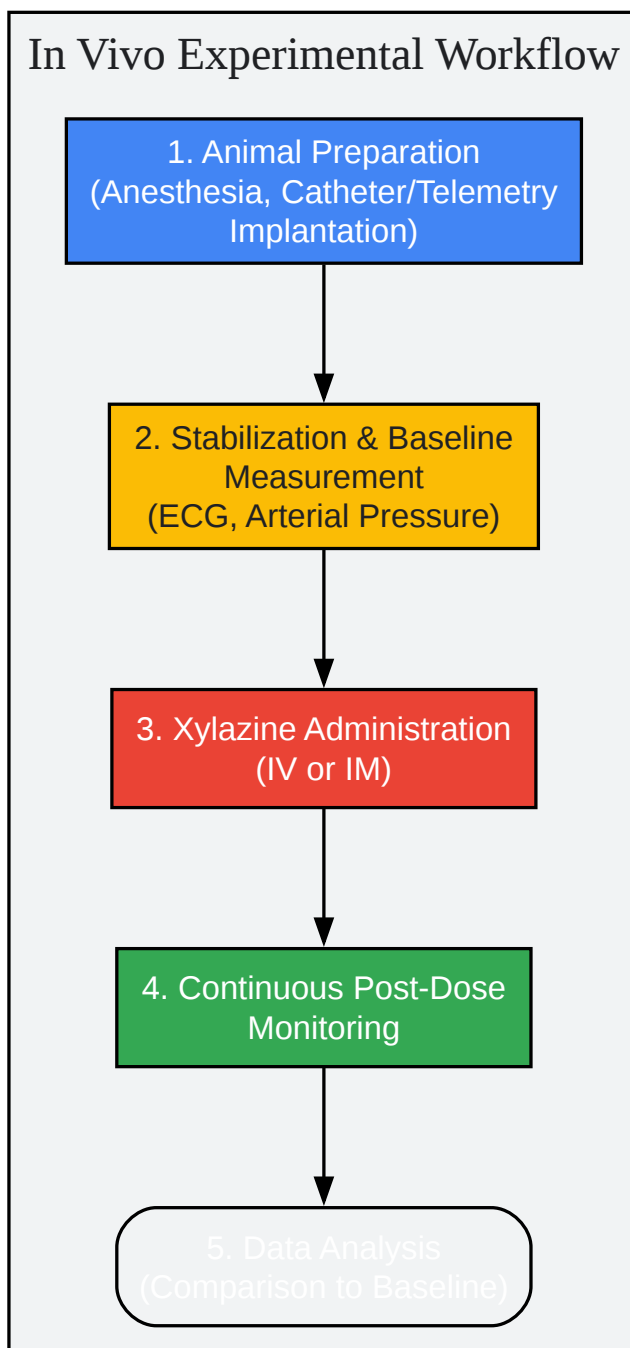 In Vivo Experimental Workflow
1. Animal Preparation
(Anesthesia, Catheter/Telemetry
Implantation)
2. Stabilization & Baseline
Measurement
(ECG, Arterial Pressure)
3. Xylazine Administration
(IV or IM)
4. Continuous Post-Dose
Monitoring
5. Data Analysis
(Comparison to Baseline)